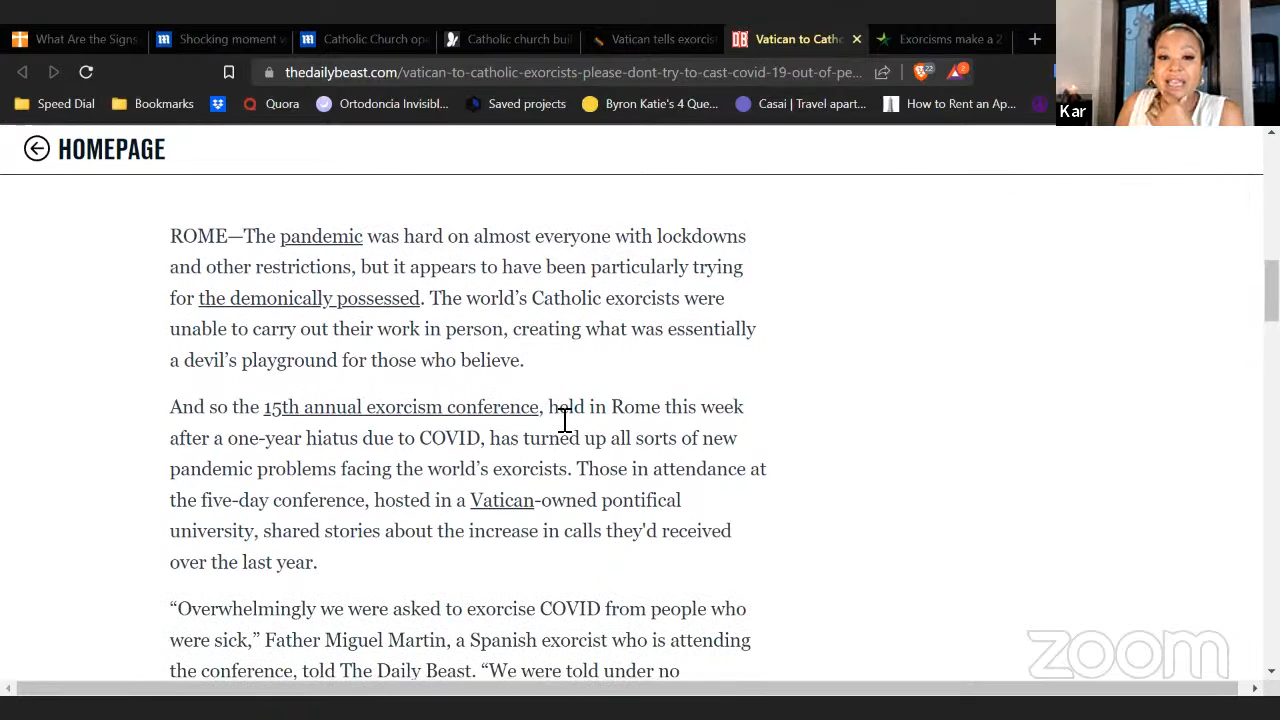 What Are the Signs
Shocking moment
Catholic Church op
Catholic church buil
Vatican tells exorcis
Vatican to Cath
Exorcisms make a
thedailybeast.com/vatican-to-catholic-exorcists-please-dont-try-to-cast-covid-19-out-of-pe...
22
2
Speed Dial
Bookmarks
Quora
Ortodoncia Invisibl...
Saved projects
Byron Katie's 4 Que...
Casai | Travel apart...
How to Rent an Ap...
Kar
HOMEPAGE
ROME—The pandemic was hard on almost everyone with lockdowns
and other restrictions, but it appears to have been particularly trying
for the demonically possessed. The world's Catholic exorcists were
unable to carry out their work in person, creating what was essentially
a devil's playground for those who believe.
And so the 15th annual exorcism conference, held in Rome this week
after a one-year hiatus due to COVID, has turned up all sorts of new
pandemic problems facing the world's exorcists. Those in attendance at
the five-day conference, hosted in a Vatican-owned pontifical
university, shared stories about the increase in calls they'd received
over the last year.
“Overwhelmingly we were asked to exorcise COVID from people who
were sick,” Father Miguel Martin, a Spanish exorcist who is attending
the conference, told The Daily Beast. “We were told under no
zoom